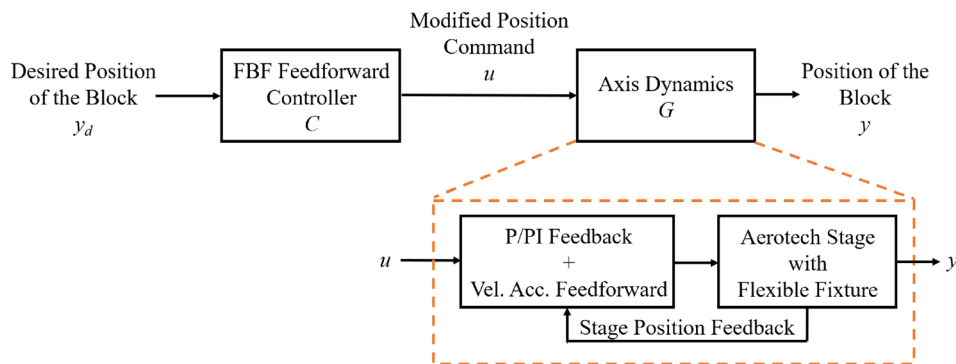 Modified Position
Command
u
Desired Position
of the Block
y_d
FBF Feedforward
Controller
C
Axis Dynamics
G
Position of the
Block
y
u
P/PI Feedback
+
Vel. Acc. Feedforward
Aerotech Stage
with
Flexible Fixture
y
Stage Position Feedback